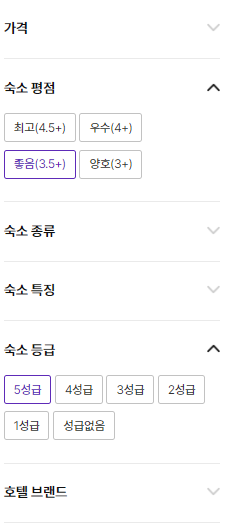 가격
숙소 평점
최고(4.5+) 우수(4+)
좋음(3.5+) 양호(3+)
숙소 종류
숙소 특징
숙소 등급
5성급 4성급 3성급 2성급
1성급 성급없음
호텔 브랜드